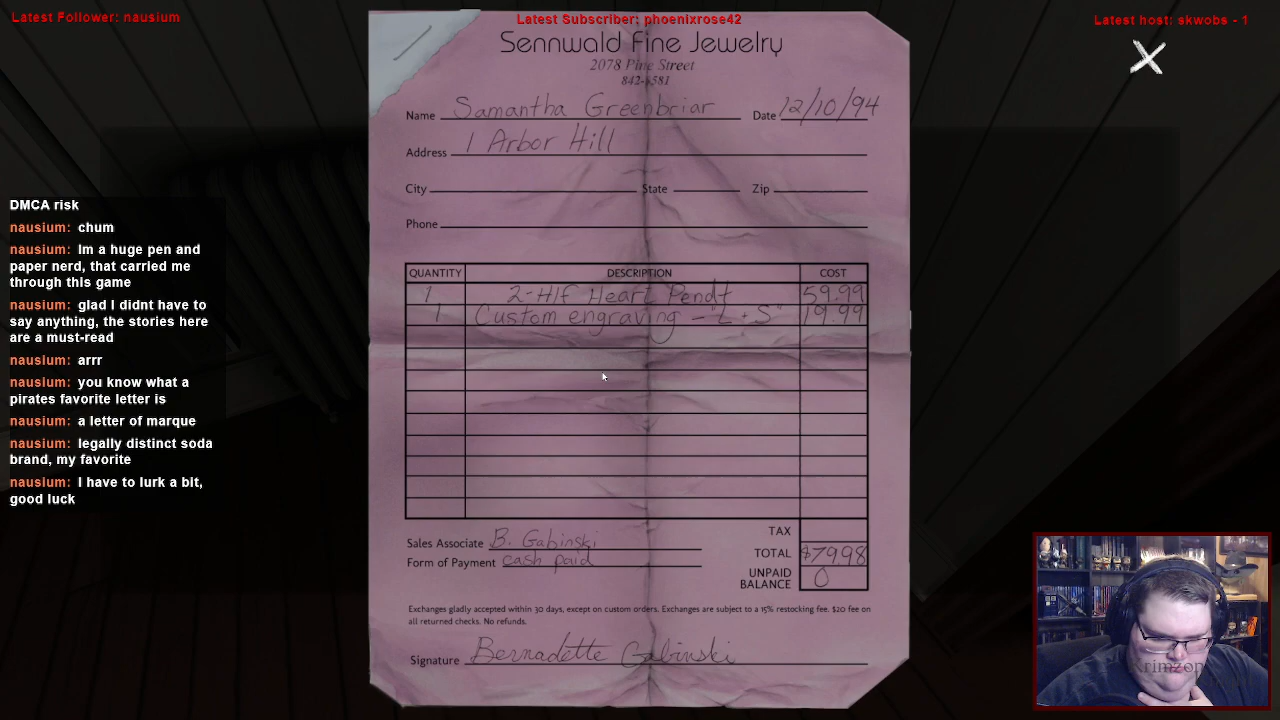 Latest Follower: nausium
Latest Subscriber: phoenixrose42
Latest host: skwobs - 1
Sennwald Fine Jewelry
2078 Pine Street
842-5581
Name Samantha Greenbriar Date 12/10/94
Address 1 Arbor Hill
City State Zip
Phone
QUANTITY DESCRIPTION COST
1 2-Hlf Heart Pendt 59.99
1 Custom engraving - "L + S" 19.99
TAX
Sales Associate B. Gabinski
TOTAL $79.98
Form of Payment cash paid
UNPAID BALANCE 0
Exchanges gladly accepted within 30 days, except on custom orders. Exchanges are subject to a 15% restocking fee, $20 fee on
all returned checks. No refunds.
Signature Bernadette Gabinski
DMCA risk
nausium: chum
nausium: Im a huge pen and
paper nerd, that carried me
through this game
nausium: glad I didnt have to
say anything, the stories here
are a must-read
nausium: arrr
nausium: you know what a
pirates favorite letter is
nausium: a letter of marque
nausium: legally distinct soda
brand, my favorite
nausium: I have to lurk a bit,
good luck
Krimzon